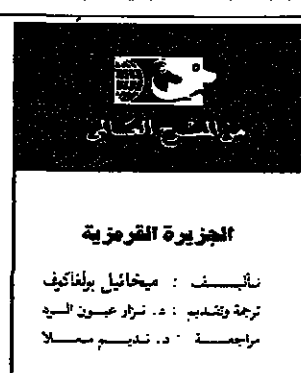 من المسرح العالمي
الجزيرة القرمزية
تأليف : ميخائيل بولغاكوف
ترجمة وتقديم : د. نزار عيون السود
مراجعة : د. نديم معلا